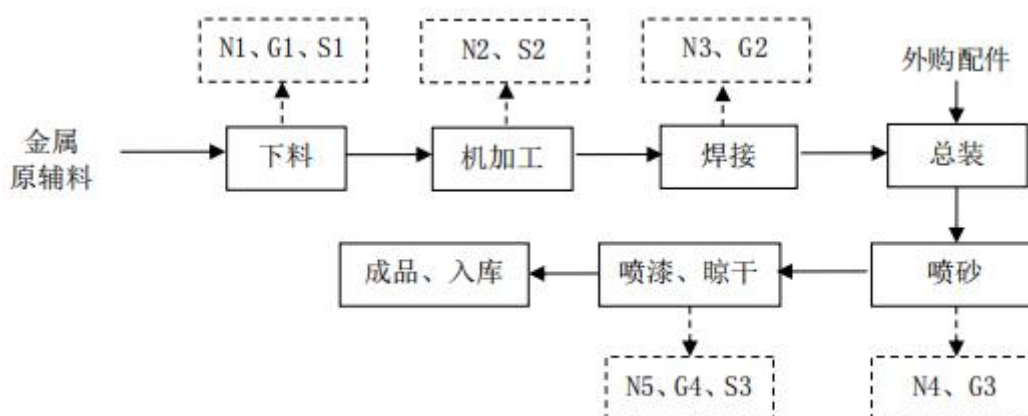 N1、G1、S1
N2、S2
N3、G2
外购配件
金属
原辅料
下料
机加工
焊接
总装
成品、入库
喷漆、晾干
喷砂
N5、G4、S3
N4、G3